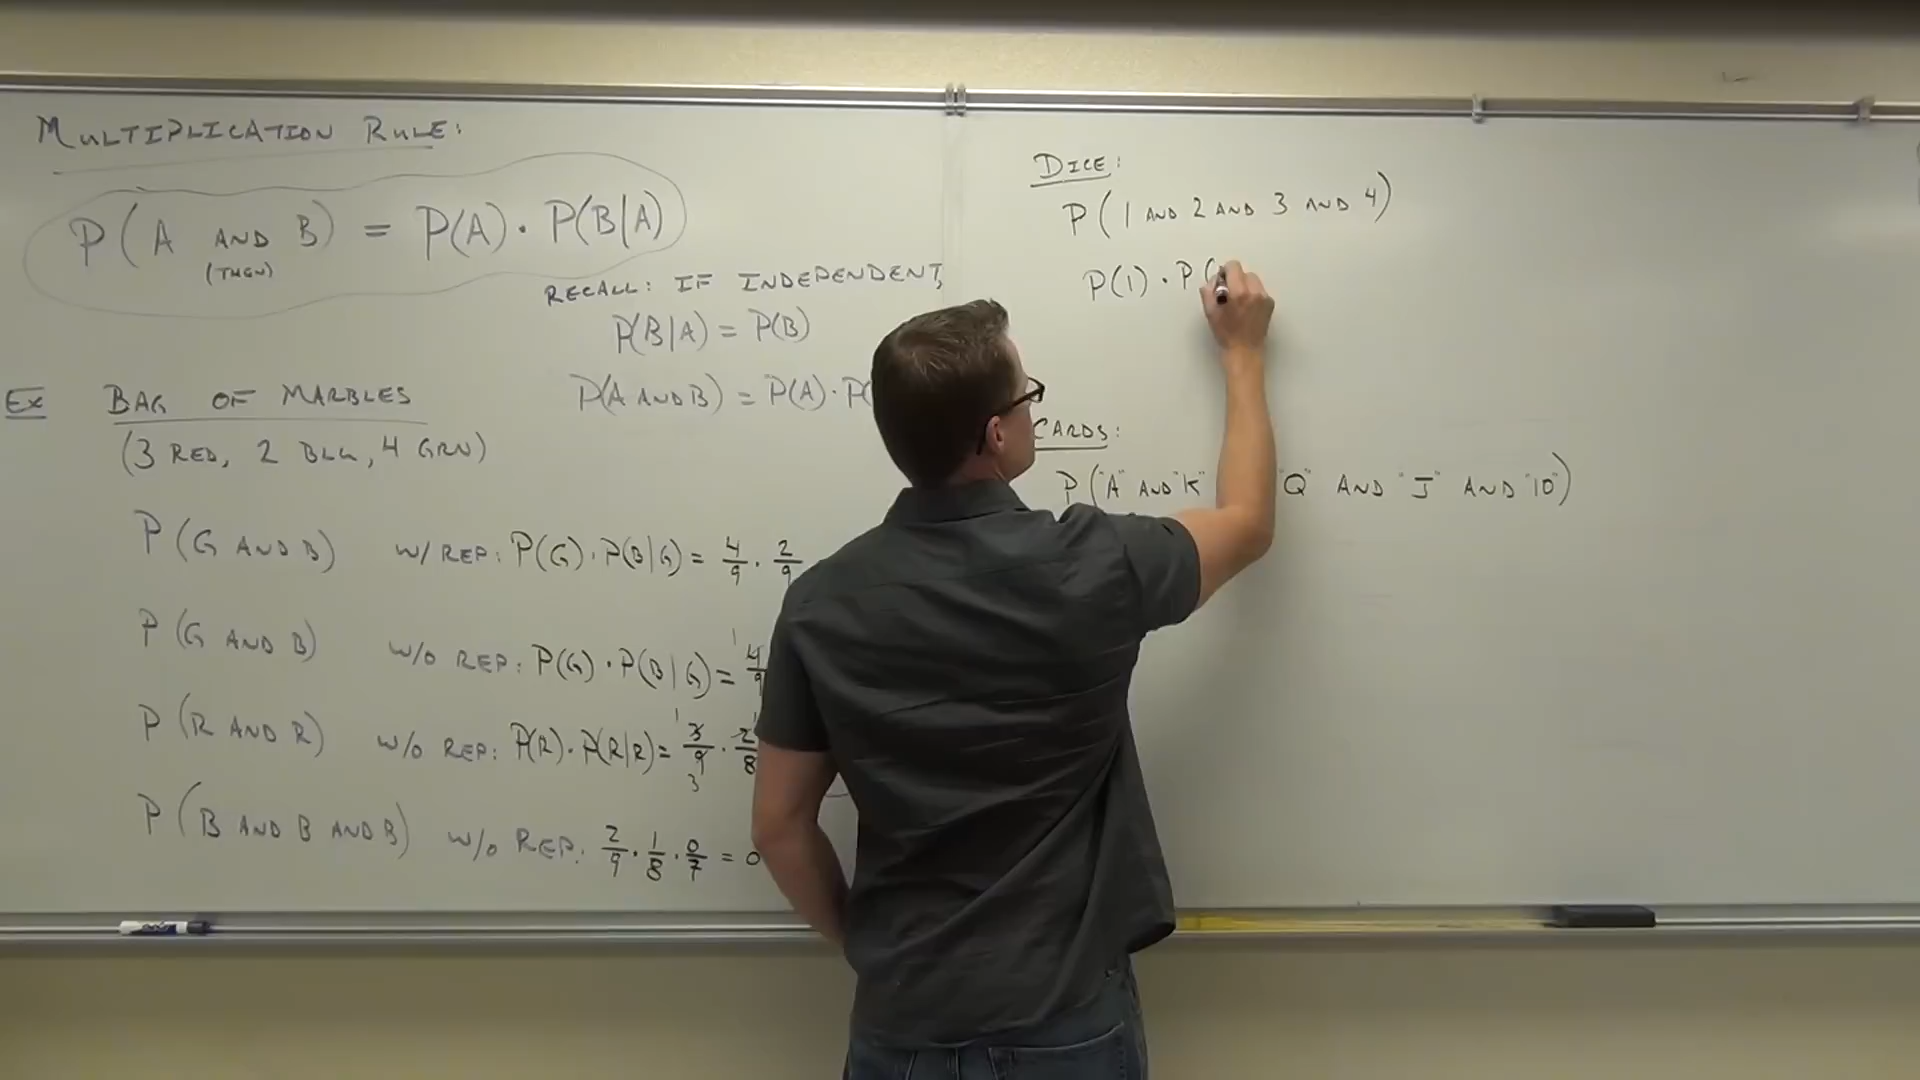 MULTIPLICATION RULE:
P(A AND B) = P(A) · P(B|A)
(THEN)
RECALL: IF INDEPENDENT,
P(B|A) = P(B)
P(A AND B) = P(A) · P(
EX BAG OF MARBLES
(3 RED, 2 BLU, 4 GRN)
P(G AND B) W/ REP: P(G) · P(B|G) = 4/9 · 2/9
P(G AND B) W/O REP: P(G) · P(B|G) = 4/9
P(R AND R) W/O REP: P(R) · P(R|R) = 3/9 · 2/8
P(B AND B AND B) W/O REP: 2/9 · 1/8 · 0/7 = 0
DICE:
P(1 AND 2 AND 3 AND 4)
P(1) · P(
CARDS:
P("A" AND "K" "Q" AND "J" AND "10")